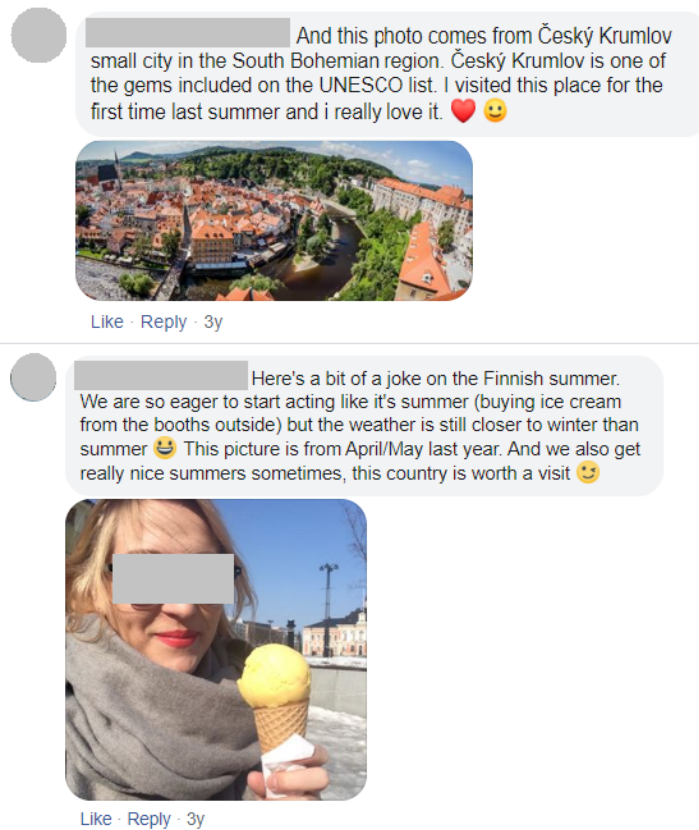 And this photo comes from Český Krumlov
small city in the South Bohemian region. Český Krumlov is one of
the gems included on the UNESCO list. I visited this place for the
first time last summer and i really love it. ❤️ 🙂
Like · Reply · 3y
Here's a bit of a joke on the Finnish summer.
We are so eager to start acting like it's summer (buying ice cream
from the booths outside) but the weather is still closer to winter than
summer 😀 This picture is from April/May last year. And we also get
really nice summers sometimes, this country is worth a visit 😉
Like · Reply · 3y